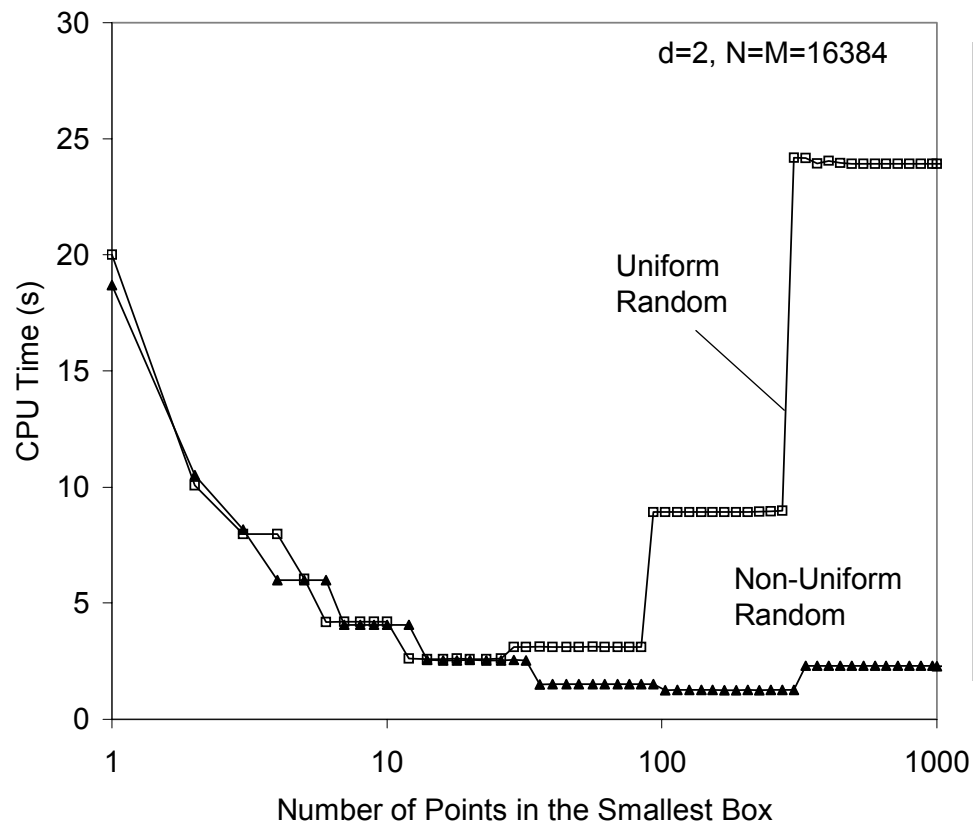 30
d=2, N=M=16384
25
20
Uniform
Random
15
CPU Time (s)
10
Non-Uniform
Random
5
0
1
10
100
1000
Number of Points in the Smallest Box